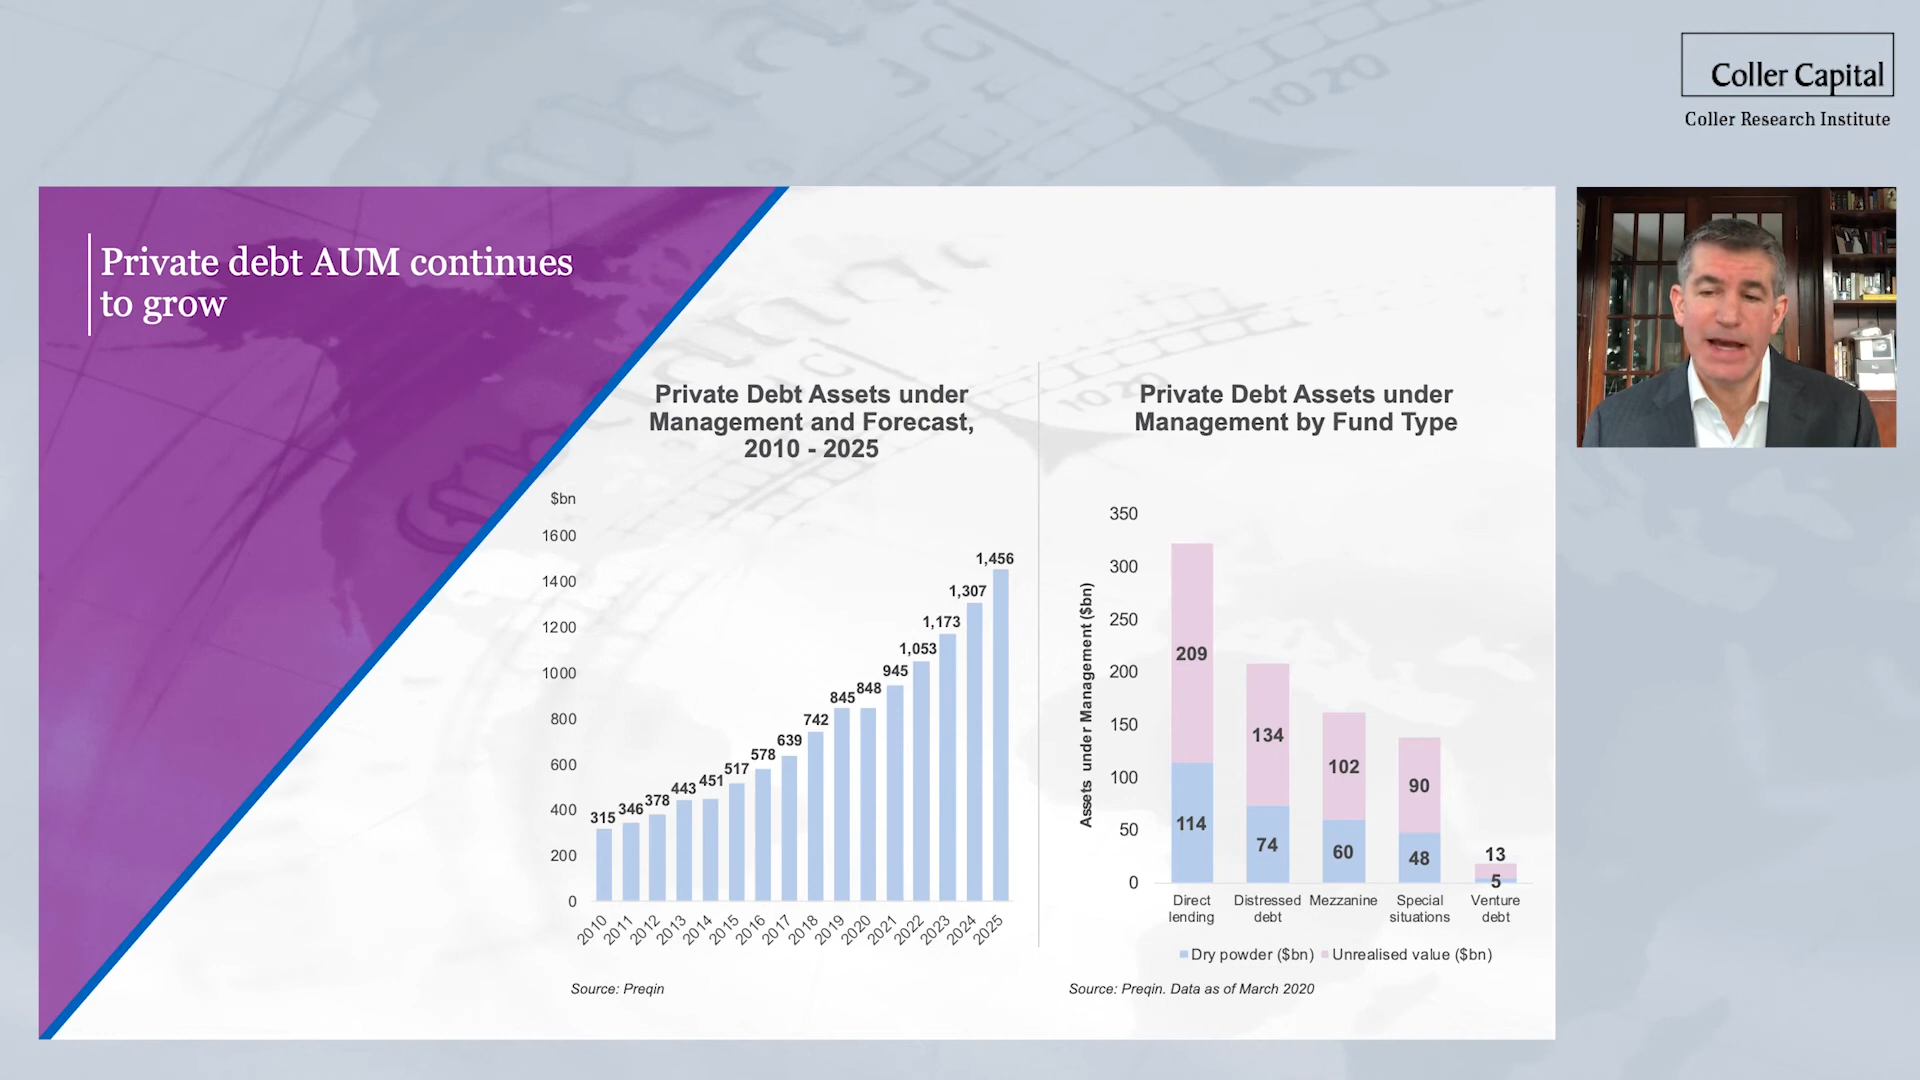 Coller Capital
Coller Research Institute
Private debt AUM continues
to grow
Private Debt Assets under
Management and Forecast,
2010 - 2025
$bn
1600
1400
1200
1000
800
600
400
200
0
315
346
378
443
451
517
578
639
742
845
848
945
1,053
1,173
1,307
1,456
2010
2011
2012
2013
2014
2015
2016
2017
2018
2019
2020
2021
2022
2023
2024
2025
Source: Preqin
Private Debt Assets under
Management by Fund Type
Assets under Management ($bn)
350
300
250
200
150
100
50
0
209
114
134
74
102
60
90
48
13
5
Direct
lending
Distressed
debt
Mezzanine
Special
situations
Venture
debt
Dry powder ($bn)
Unrealised value ($bn)
Source: Preqin. Data as of March 2020
1020
1020